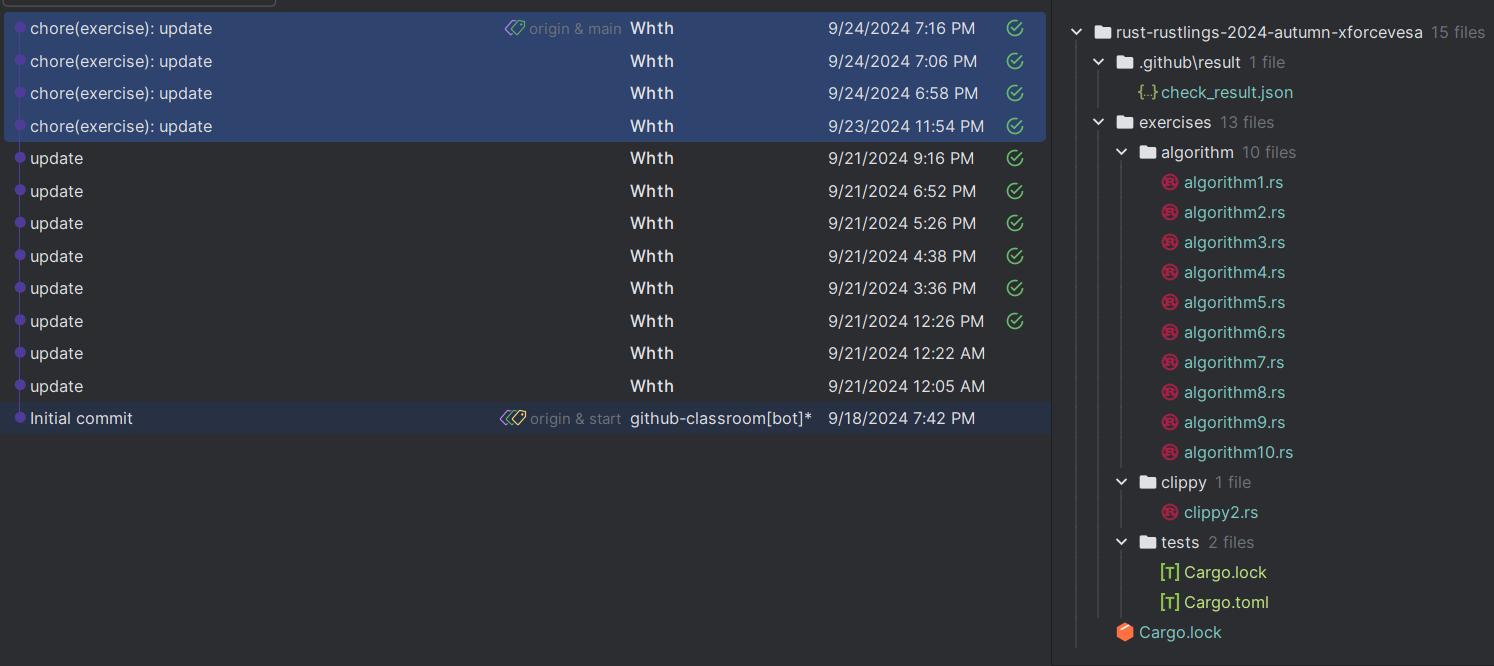 chore(exercise): update origin & main Whth 9/24/2024 7:16 PM
chore(exercise): update Whth 9/24/2024 7:06 PM
chore(exercise): update Whth 9/24/2024 6:58 PM
chore(exercise): update Whth 9/23/2024 11:54 PM
update Whth 9/21/2024 9:16 PM
update Whth 9/21/2024 6:52 PM
update Whth 9/21/2024 5:26 PM
update Whth 9/21/2024 4:38 PM
update Whth 9/21/2024 3:36 PM
update Whth 9/21/2024 12:26 PM
update Whth 9/21/2024 12:22 AM
update Whth 9/21/2024 12:05 AM
Initial commit origin & start github-classroom[bot]* 9/18/2024 7:42 PM
rust-rustlings-2024-autumn-xforcevesa 15 files
.github\result 1 file
{..} check_result.json
exercises 13 files
algorithm 10 files
algorithm1.rs
algorithm2.rs
algorithm3.rs
algorithm4.rs
algorithm5.rs
algorithm6.rs
algorithm7.rs
algorithm8.rs
algorithm9.rs
algorithm10.rs
clippy 1 file
clippy2.rs
tests 2 files
[T] Cargo.lock
[T] Cargo.toml
Cargo.lock